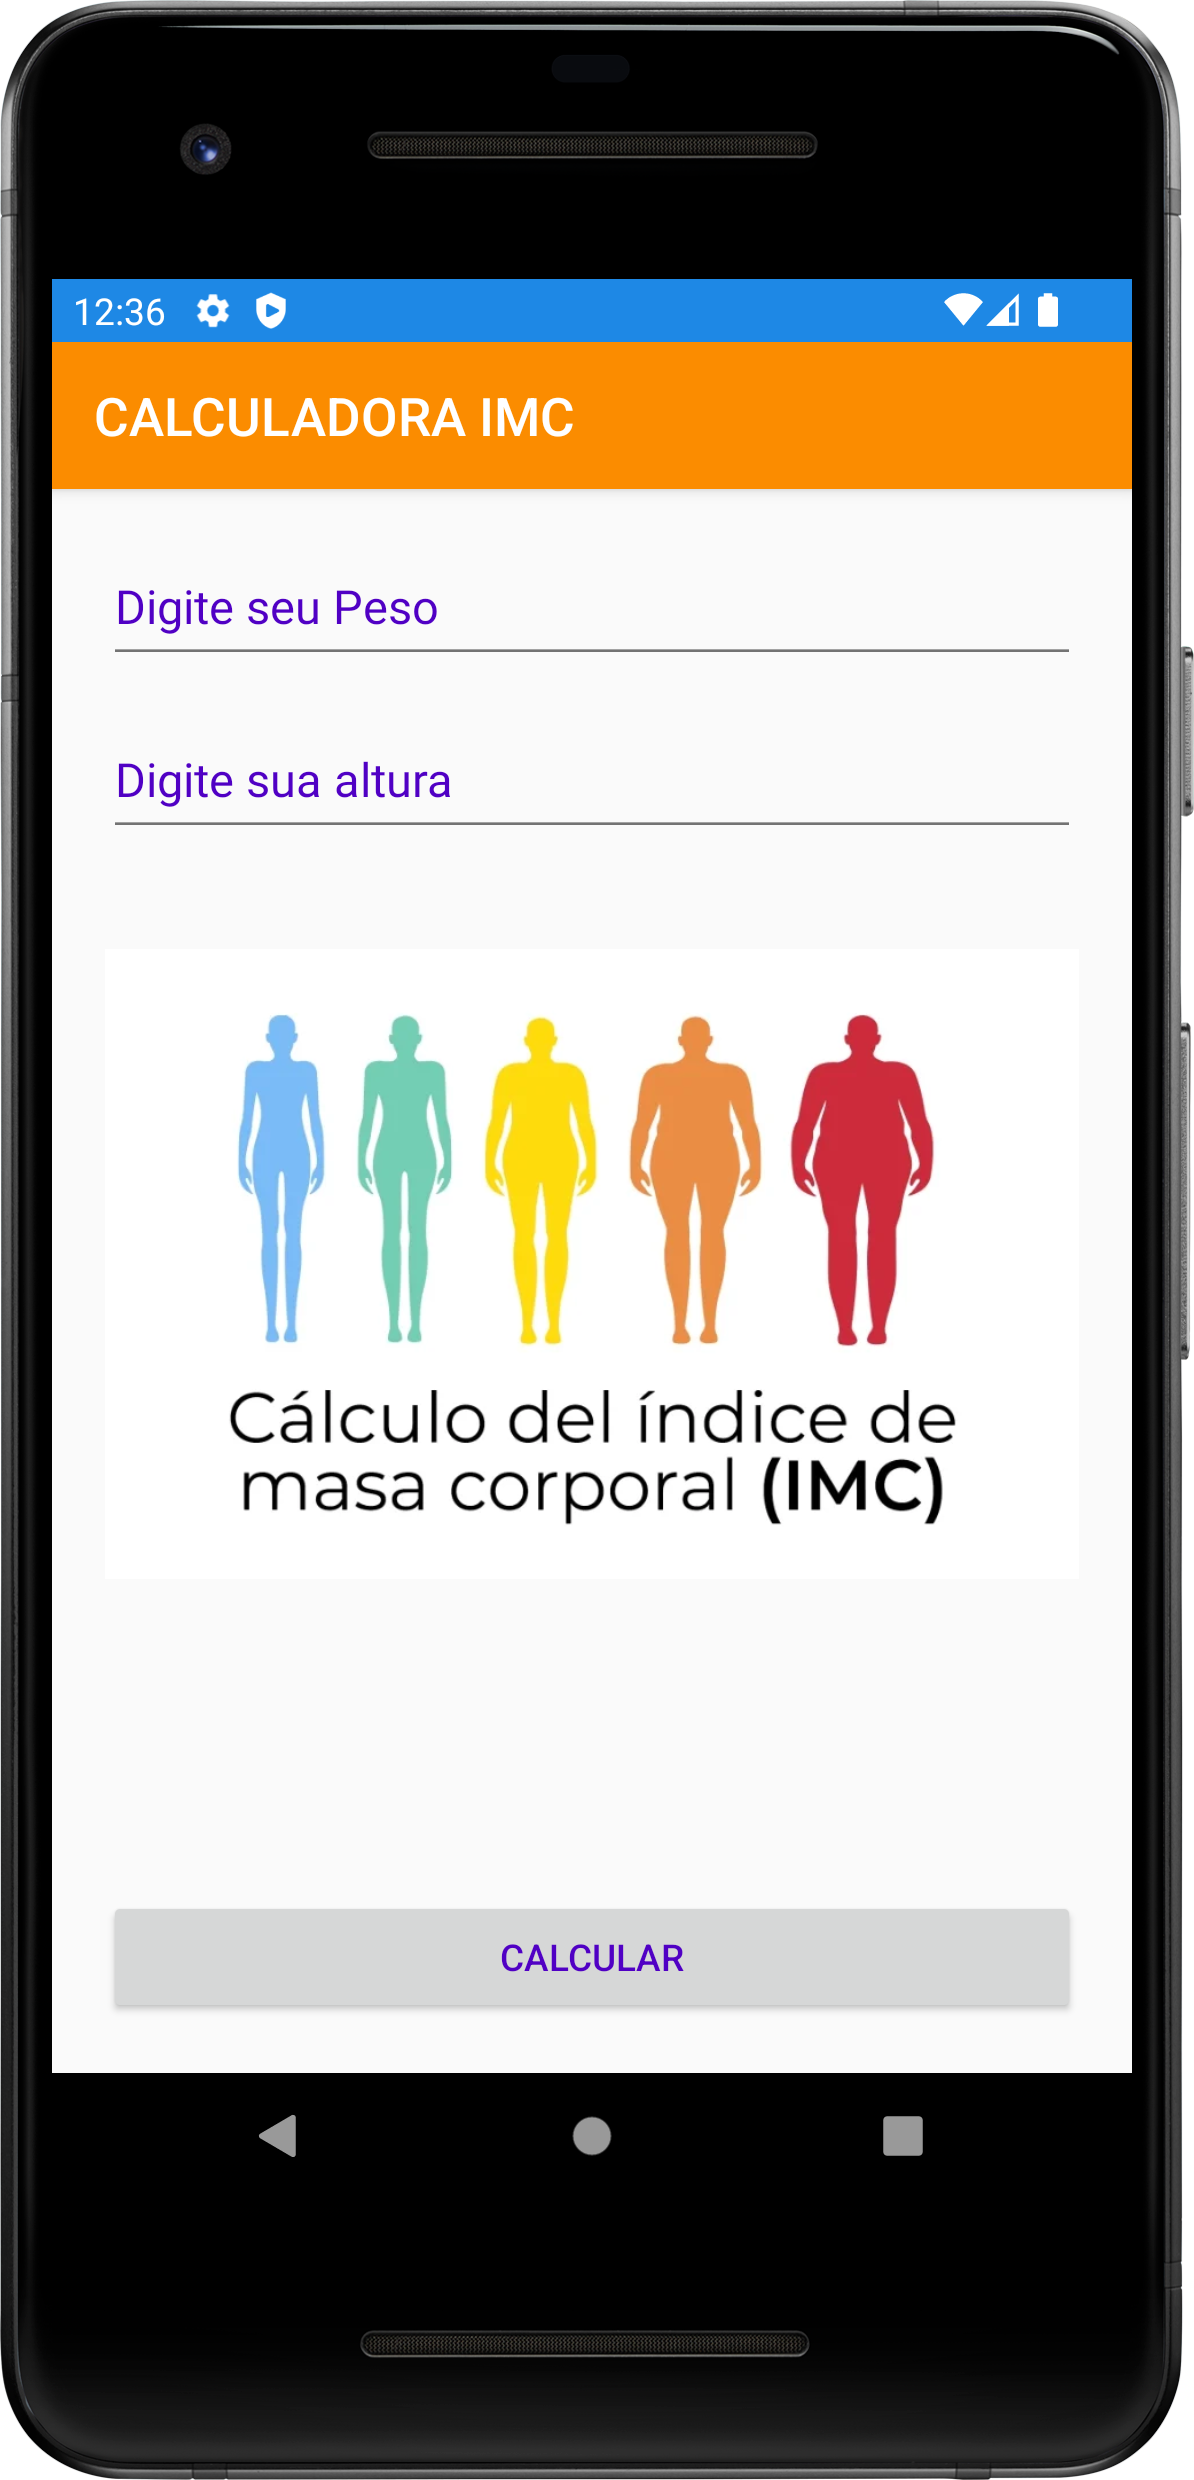 12:36
CALCULADORA IMC
Digite seu Peso
Digite sua altura
Cálculo del índice de
masa corporal (IMC)
CALCULAR